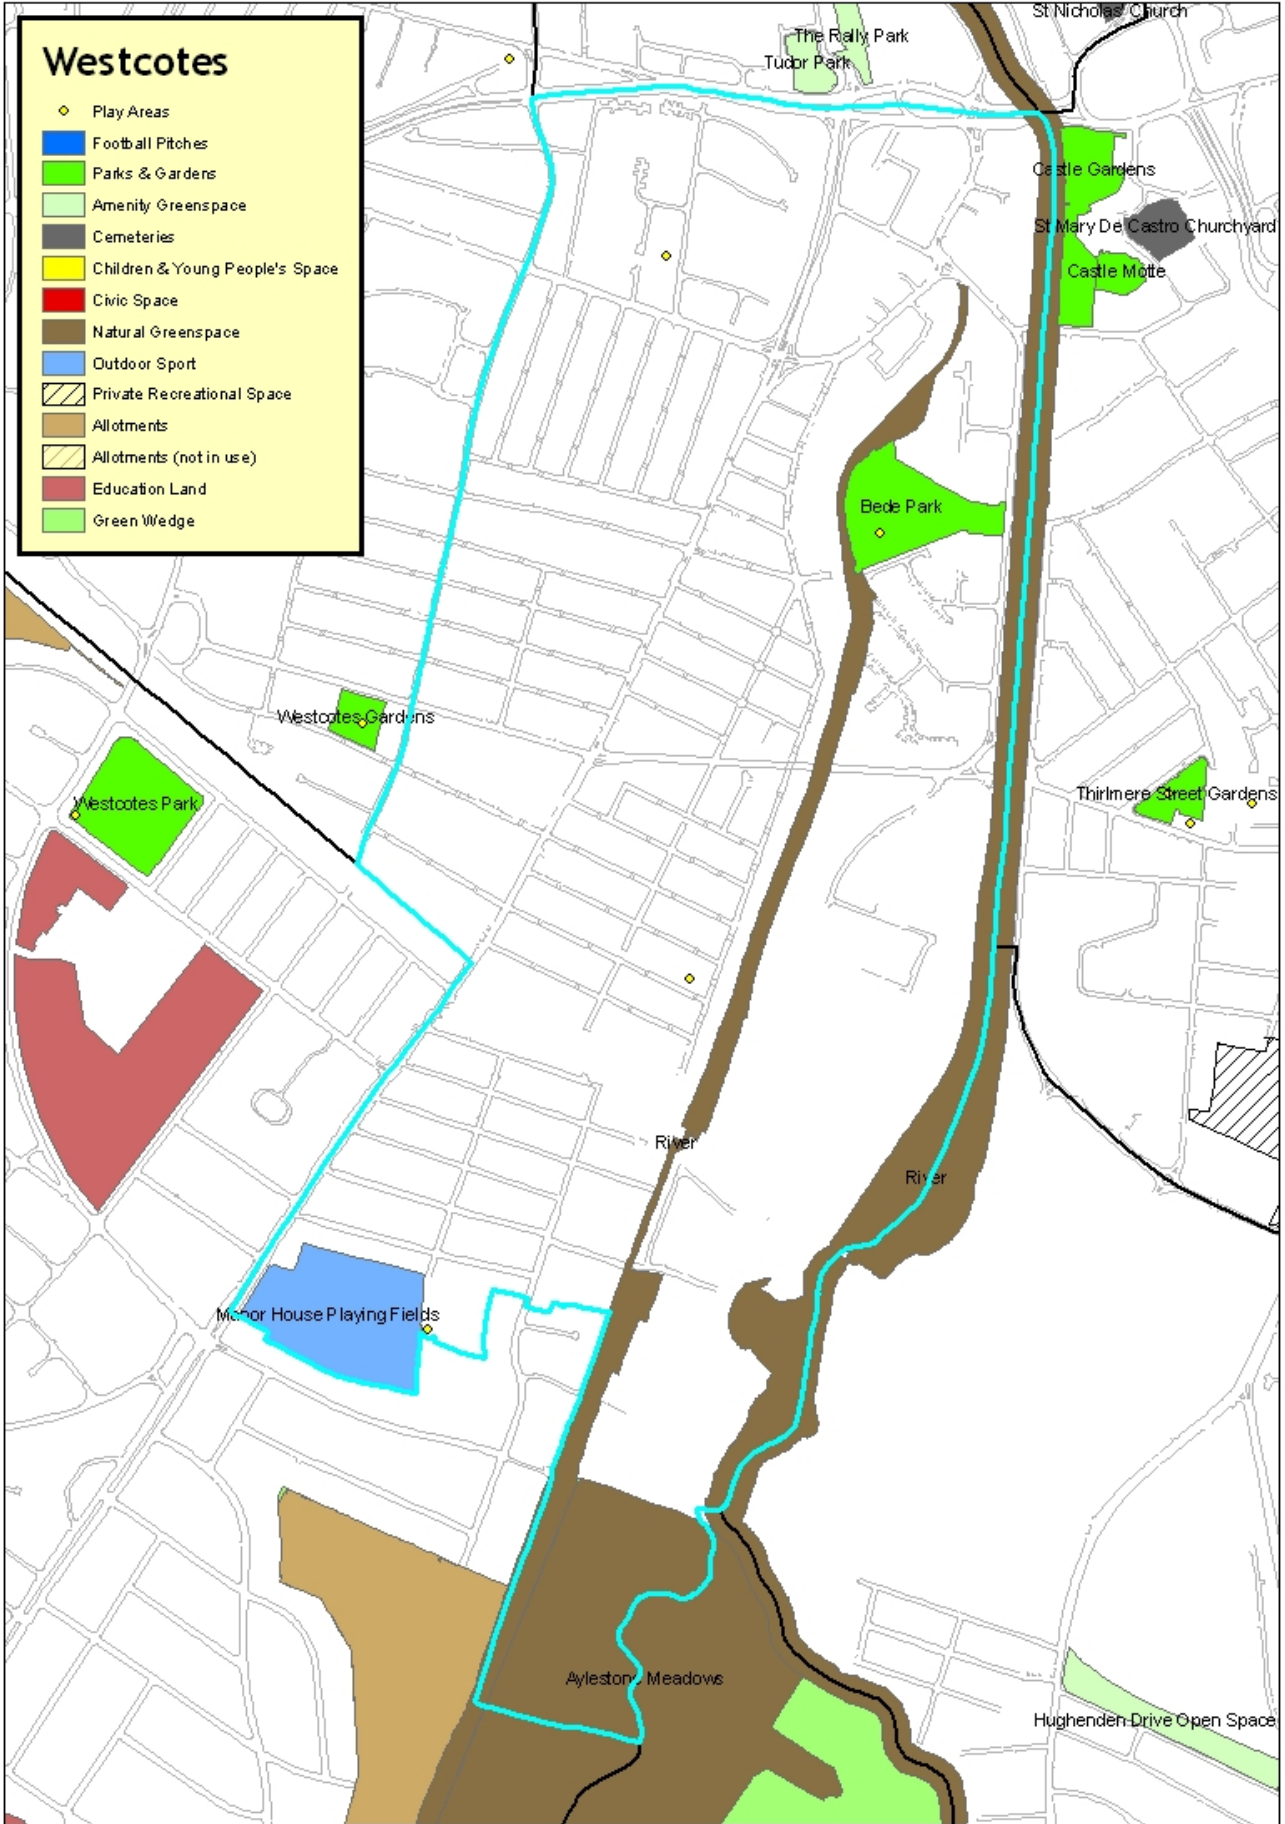 Westcotes
Play Areas
Football Pitches
Parks & Gardens
Amenity Greenspace
Cemeteries
Children & Young People's Space
Civic Space
Natural Greenspace
Outdoor Sport
Private Recreational Space
Allotments
Allotments (not in use)
Education Land
Green Wedge
St Nicholas' Church
The Rally Park
Tudor Park
Castle Gardens
St Mary De Castro Churchyard
Castle Motte
Bede Park
Westcotes Gardens
Thirlmere Street Gardens
Westcotes Park
River
River
Manor House Playing Fields
Aylestone Meadows
Hughenden Drive Open Space